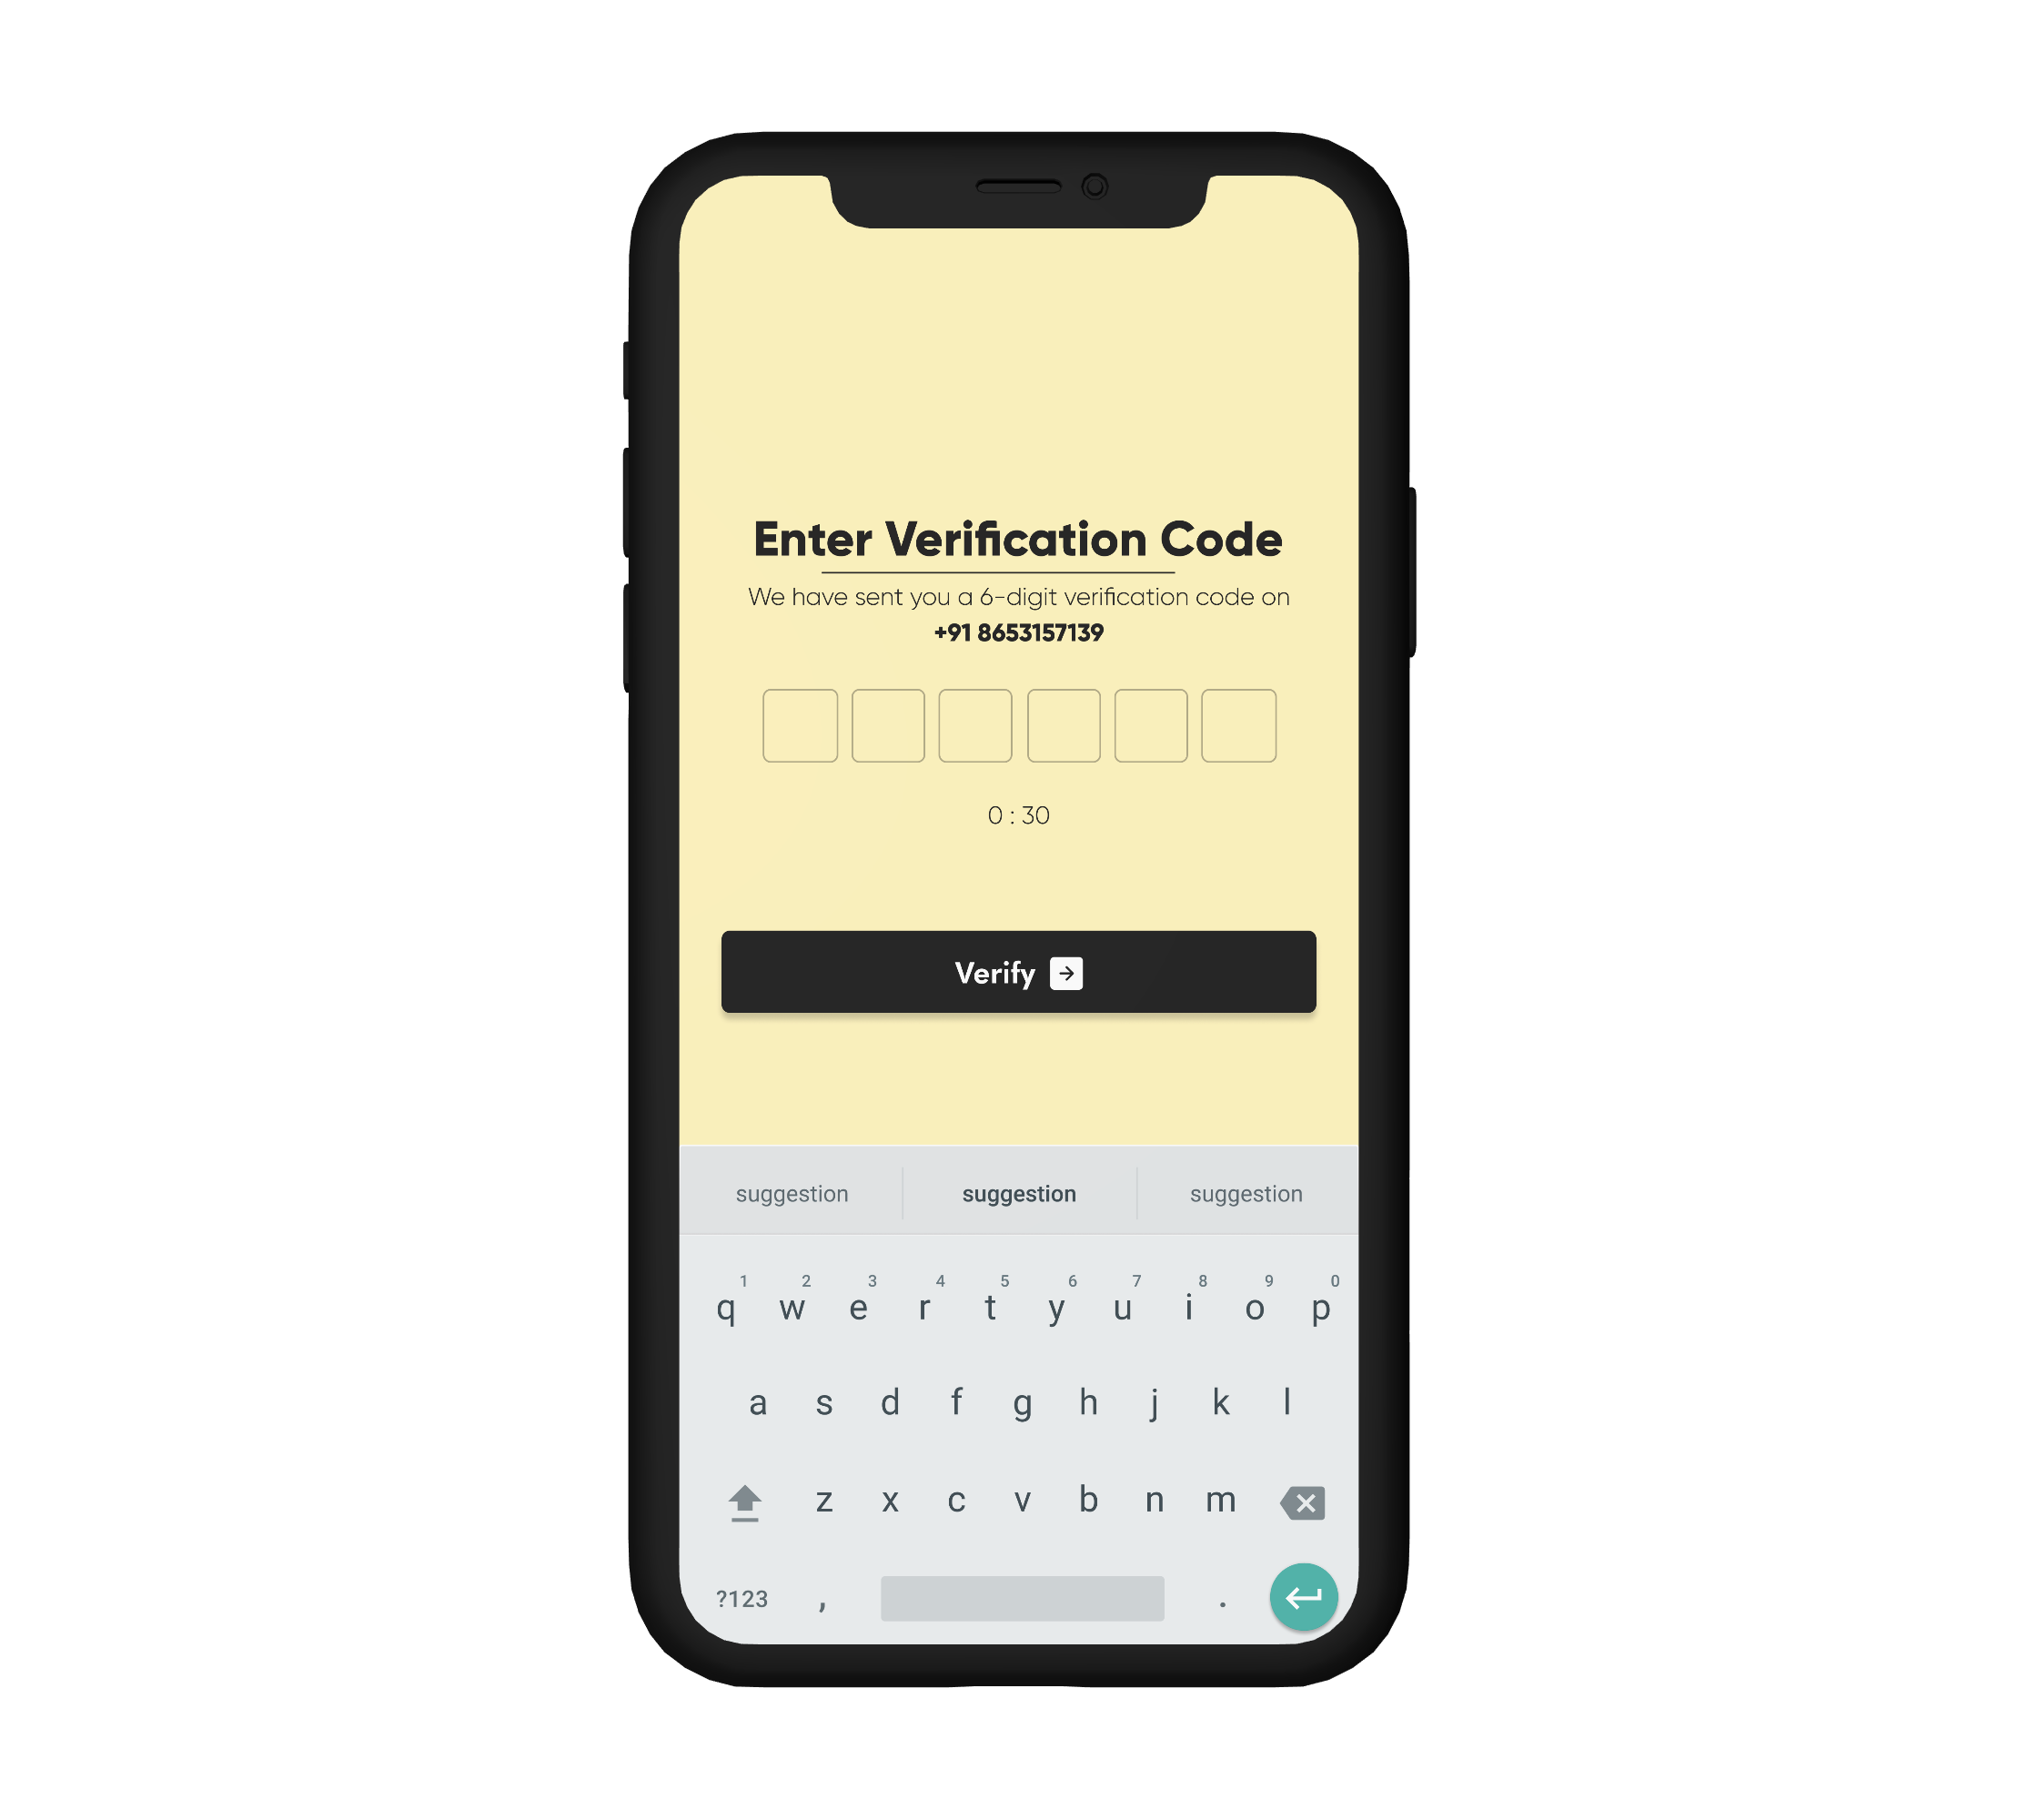 Enter Verification Code
We have sent you a 6-digit verification code on
+91 8653157139
0 : 30
Verify
suggestion suggestion suggestion
1 2 3 4 5 6 7 8 9 0
q w e r t y u i o p
a s d f g h j k l
z x c v b n m
?123 , .